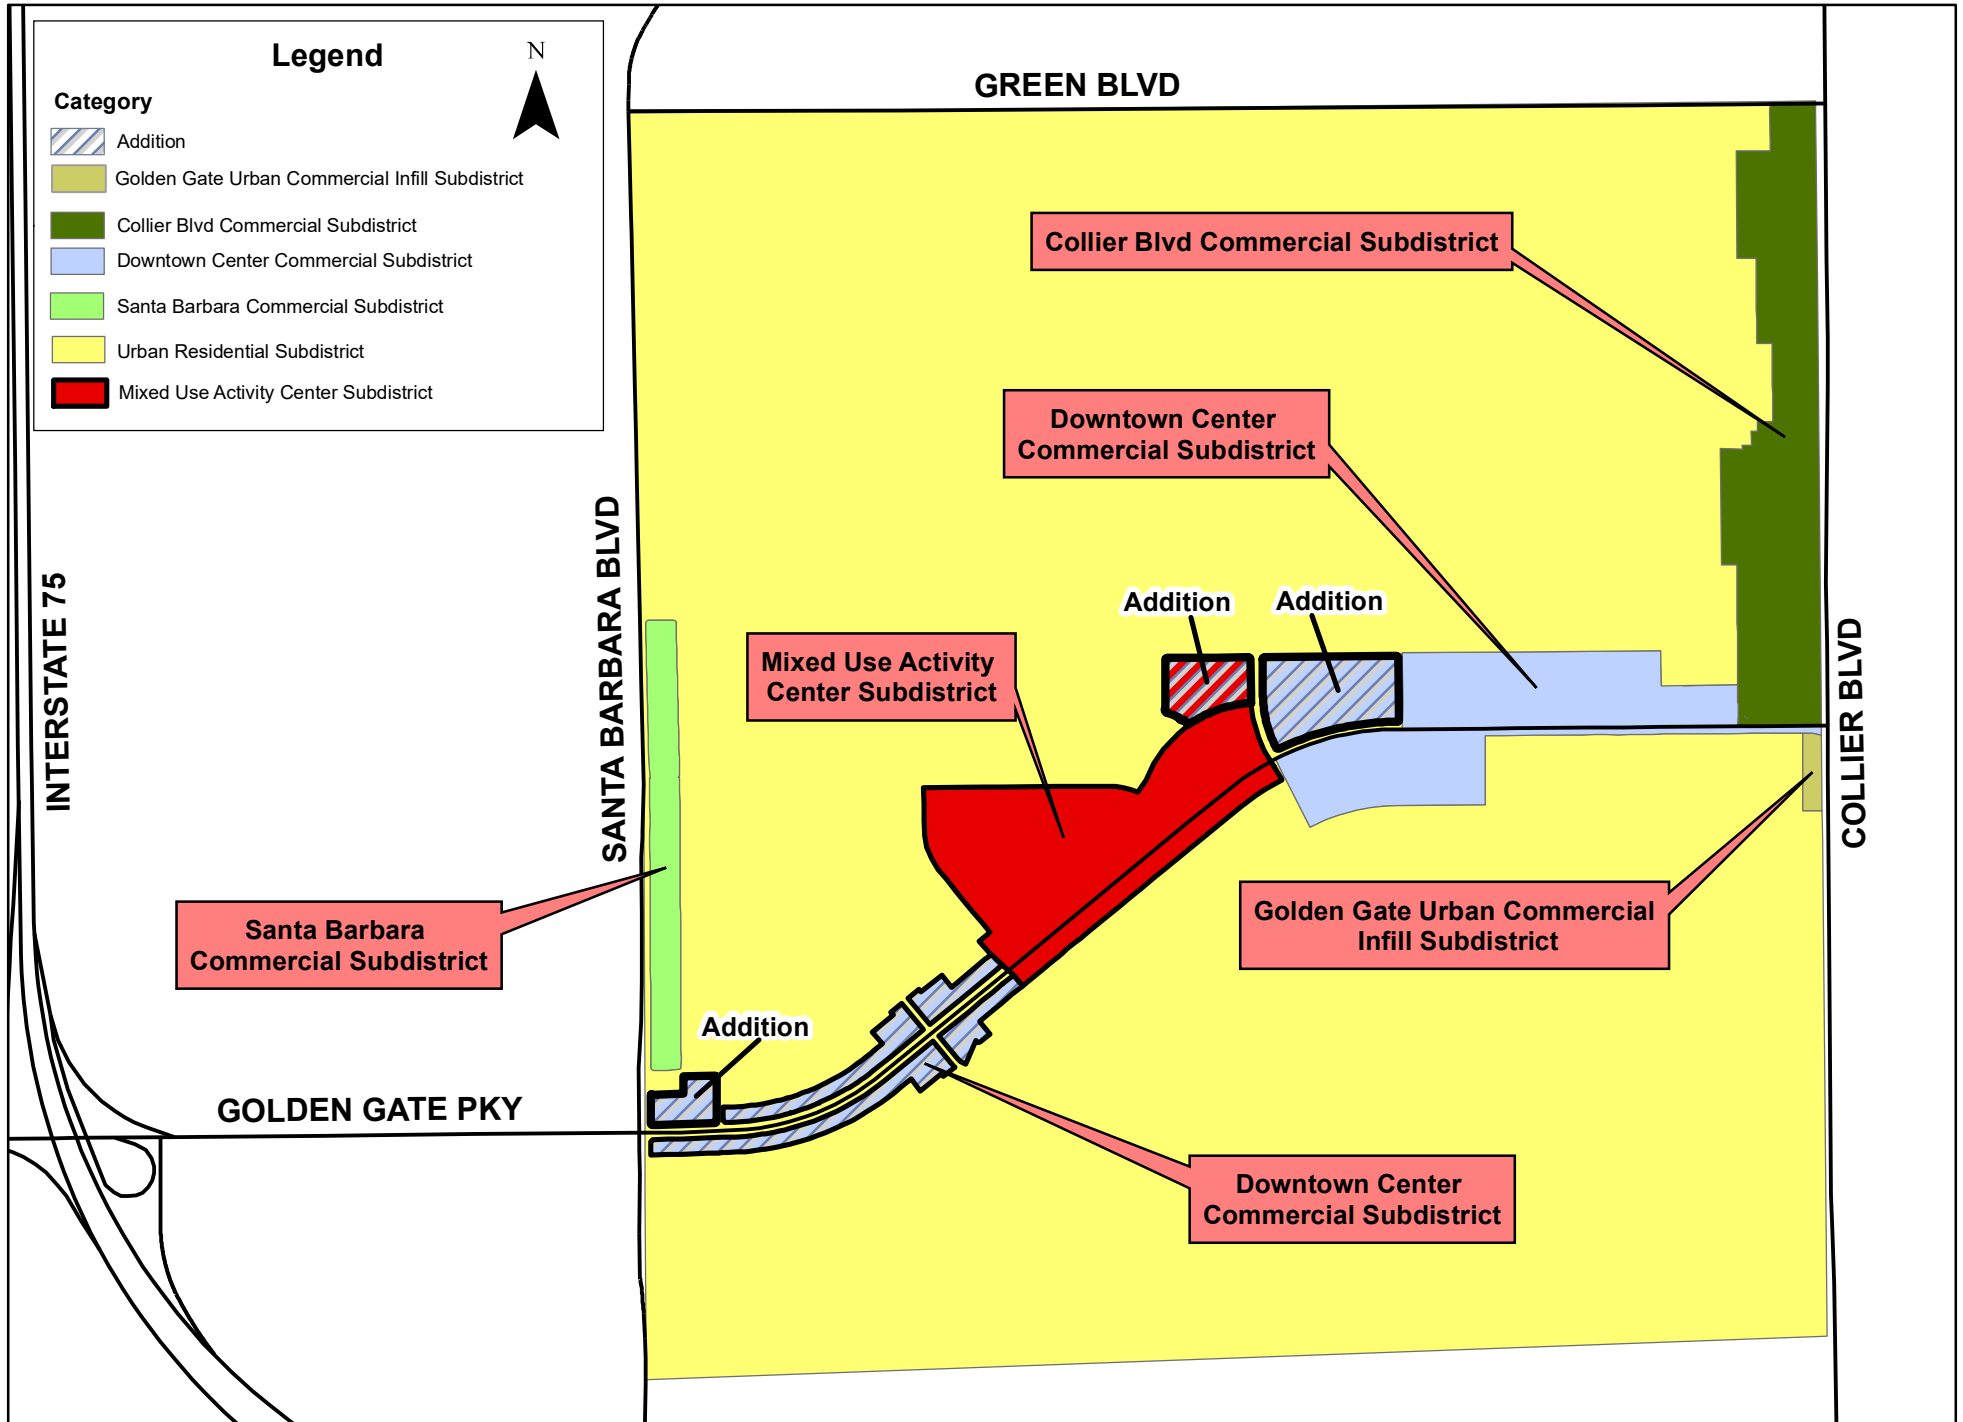 Legend
N
Category
Addition
Golden Gate Urban Commercial Infill Subdistrict
Collier Blvd Commercial Subdistrict
Downtown Center Commercial Subdistrict
Santa Barbara Commercial Subdistrict
Urban Residential Subdistrict
Mixed Use Activity Center Subdistrict
GREEN BLVD
Collier Blvd Commercial Subdistrict
Downtown Center
Commercial Subdistrict
INTERSTATE 75
SANTA BARBARA BLVD
Addition
Addition
Mixed Use Activity
Center Subdistrict
COLLIER BLVD
Santa Barbara
Commercial Subdistrict
Golden Gate Urban Commercial
Infill Subdistrict
Addition
GOLDEN GATE PKY
Downtown Center
Commercial Subdistrict